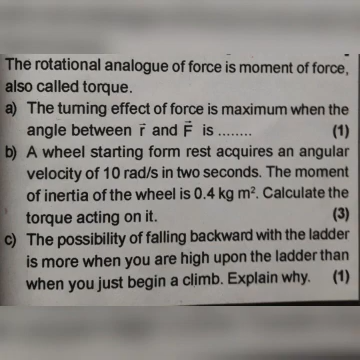 The rotational analogue of force is moment of force,
also called torque.
a) The turning effect of force is maximum when the
angle between r⃗ and F⃗ is ........ (1)
b) A wheel starting form rest acquires an angular
velocity of 10 rad/s in two seconds. The moment
of inertia of the wheel is 0.4 kg m². Calculate the
torque acting on it. (3)
c) The possibility of falling backward with the ladder
is more when you are high upon the ladder than
when you just begin a climb. Explain why. (1)